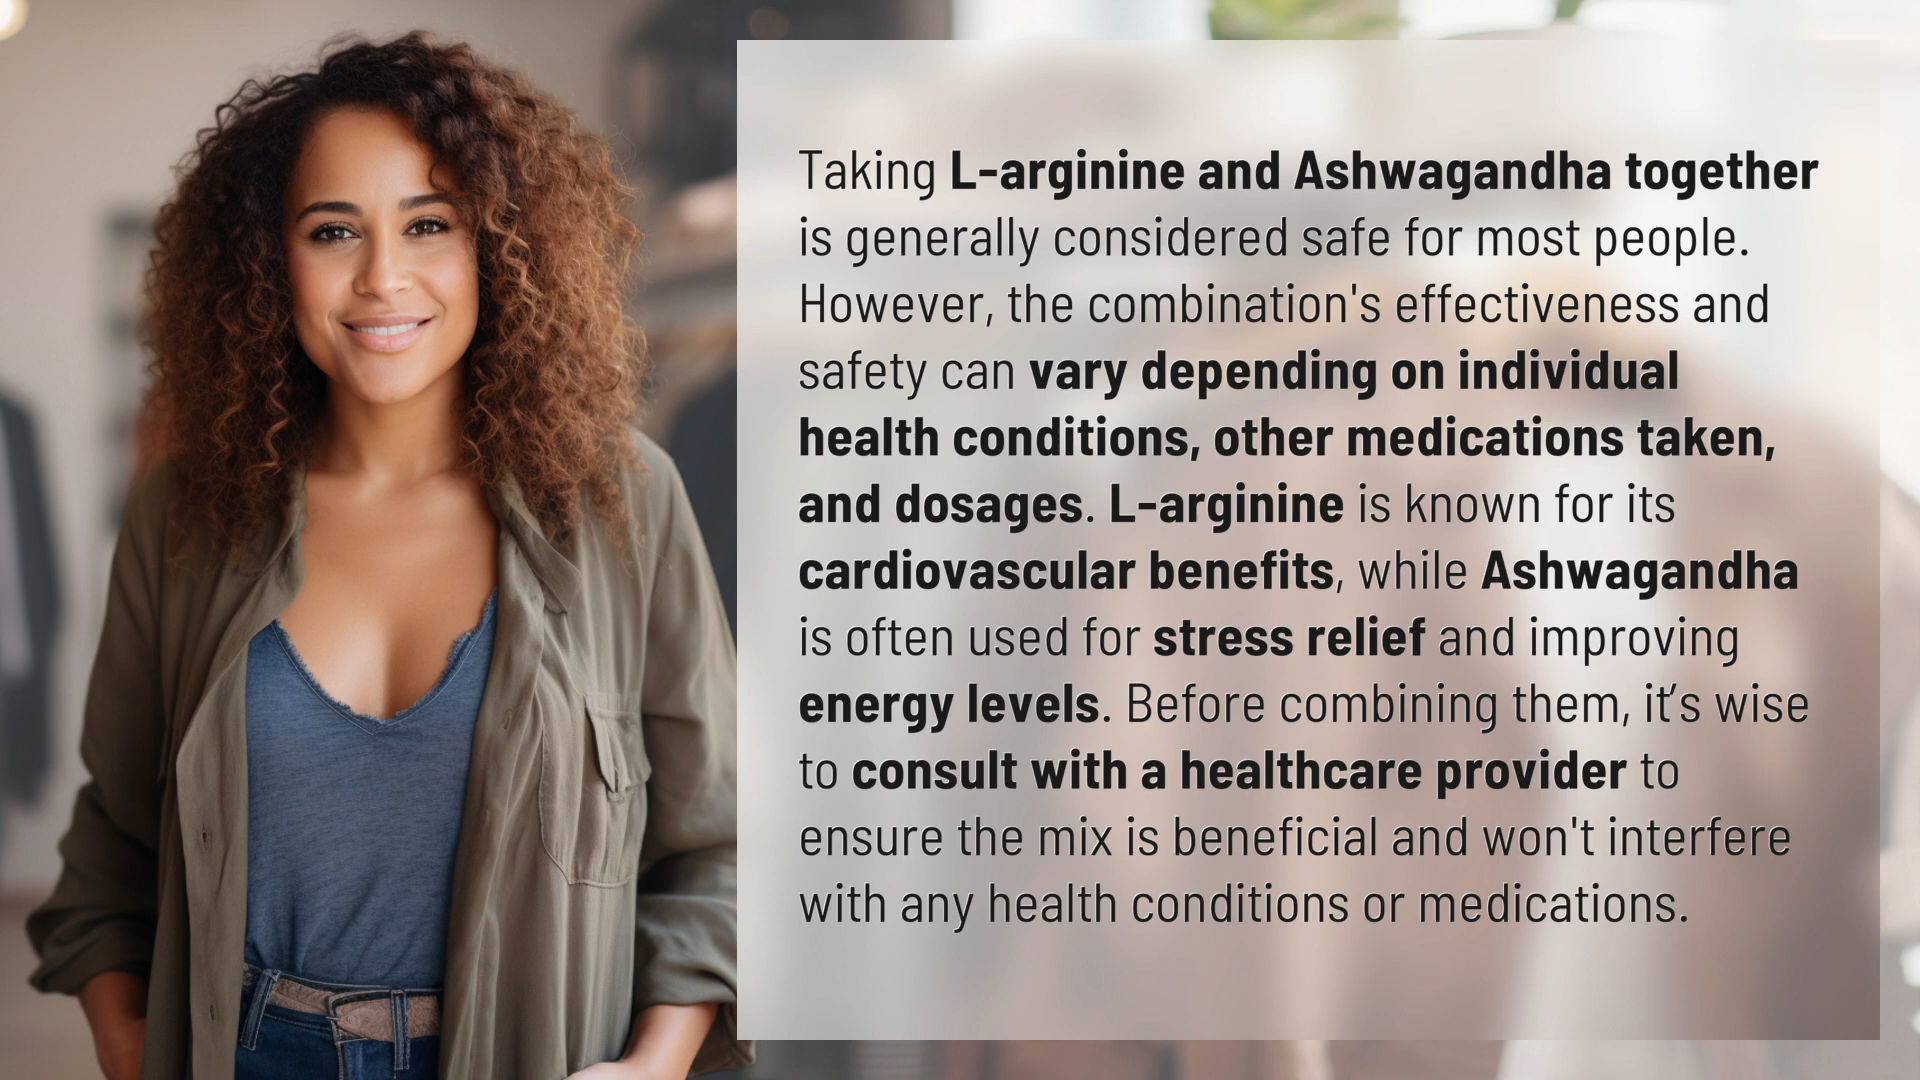 Taking L-arginine and Ashwagandha together
is generally considered safe for most people.
However, the combination's effectiveness and
safety can vary depending on individual
health conditions, other medications taken,
and dosages. L-arginine is known for its
cardiovascular benefits, while Ashwagandha
is often used for stress relief and improving
energy levels. Before combining them, it’s wise
to consult with a healthcare provider to
ensure the mix is beneficial and won't interfere
with any health conditions or medications.